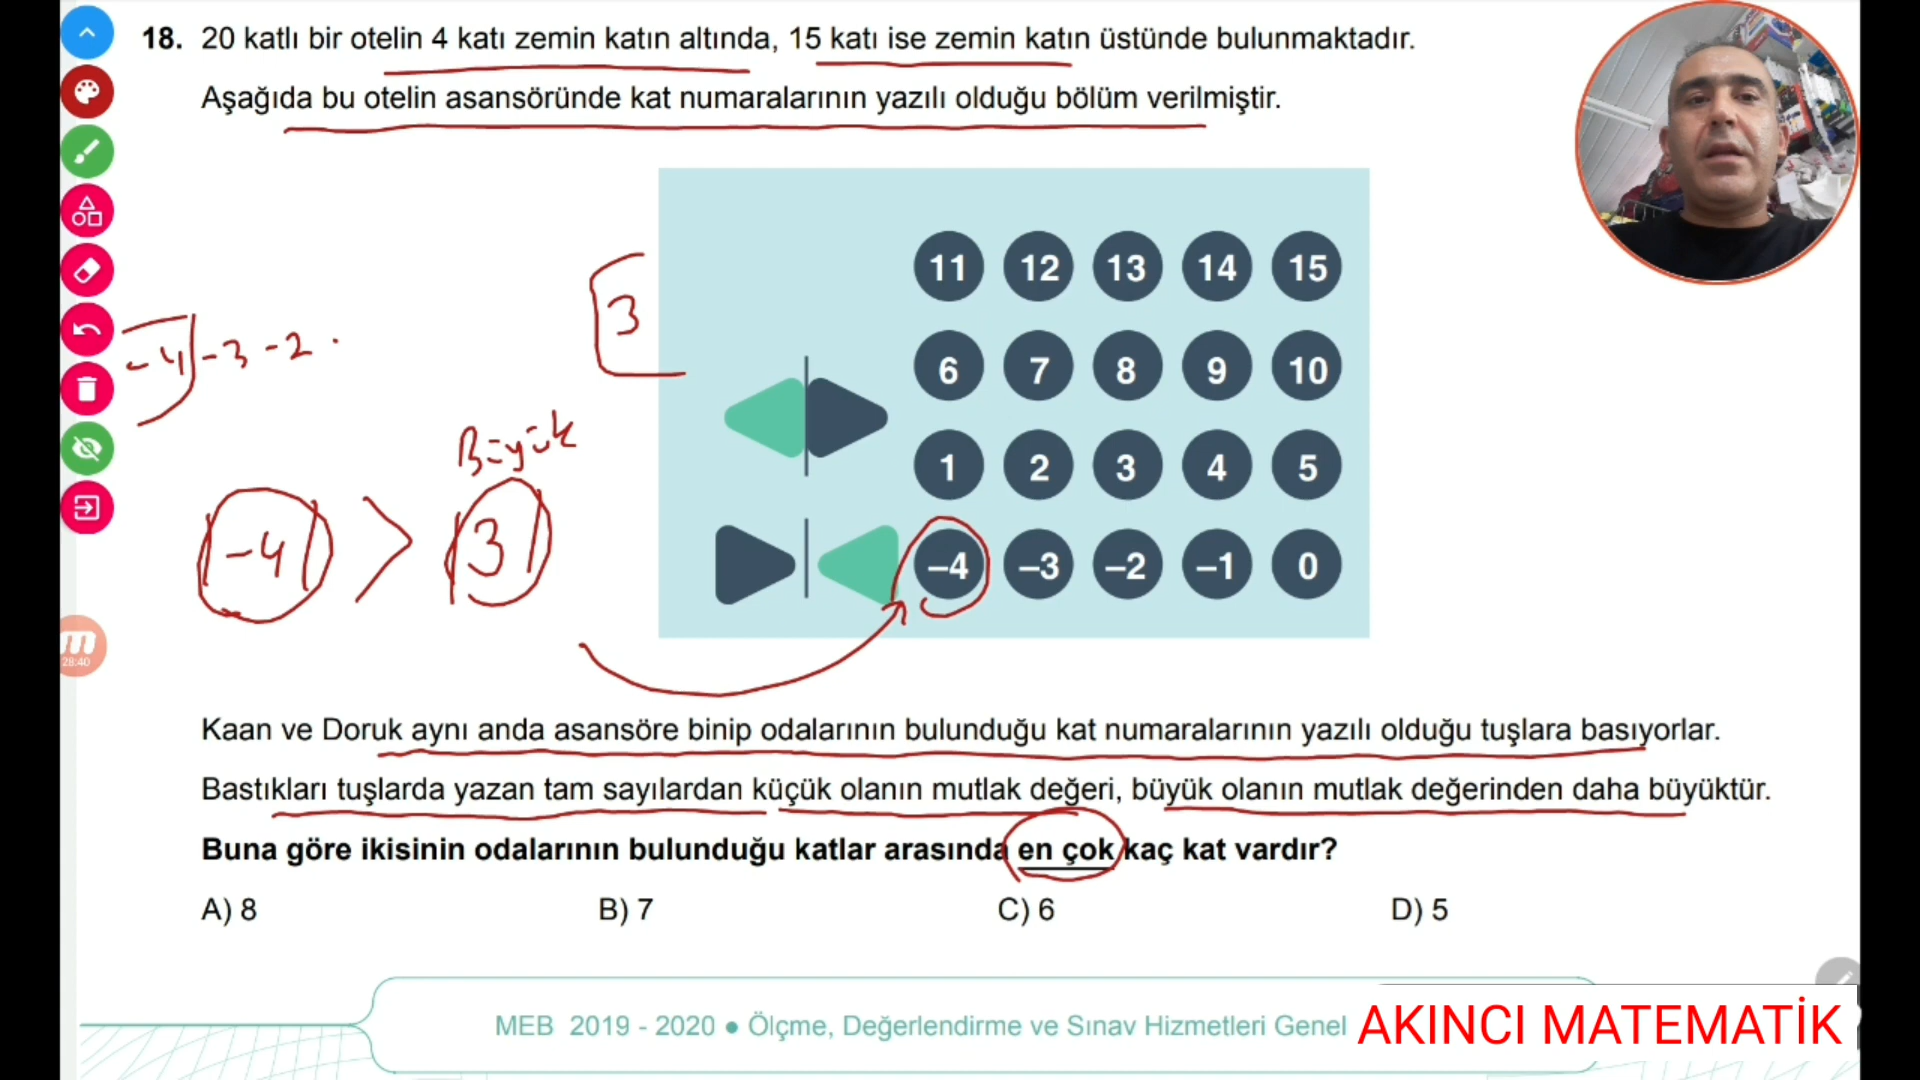 18. 20 katlı bir otelin 4 katı zemin katın altında, 15 katı ise zemin katın üstünde bulunmaktadır.
Aşağıda bu otelin asansöründe kat numaralarının yazılı olduğu bölüm verilmiştir.
11 12 13 14 15
3
6 7 8 9 10
-4 -3 -2 .
Büyük
1 2 3 4 5
|-4| > |3|
–4 –3 –2 –1 0
28:40
Kaan ve Doruk aynı anda asansöre binip odalarının bulunduğu kat numaralarının yazılı olduğu tuşlara basıyorlar.
Bastıkları tuşlarda yazan tam sayılardan küçük olanın mutlak değeri, büyük olanın mutlak değerinden daha büyüktür.
Buna göre ikisinin odalarının bulunduğu katlar arasında en çok kaç kat vardır?
A) 8 B) 7 C) 6 D) 5
MEB 2019 - 2020 ● Ölçme, Değerlendirme ve Sınav Hizmetleri Genel
AKINCI MATEMATİK